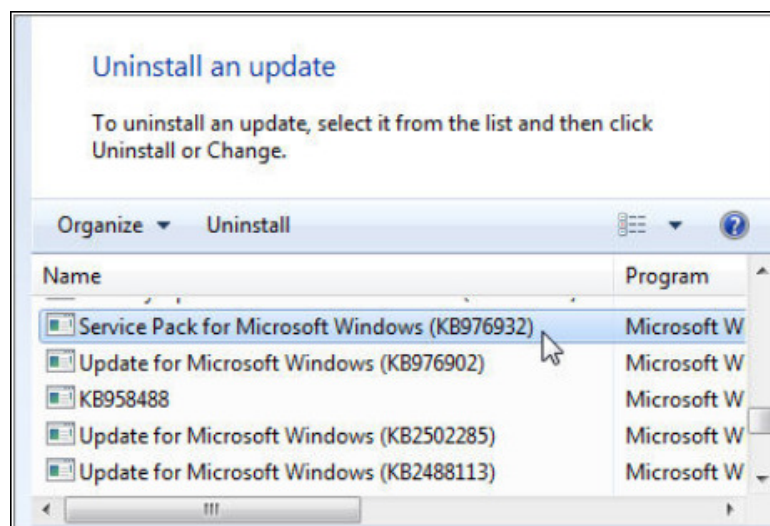 Uninstall an update
To uninstall an update, select it from the list and then click
Uninstall or Change.
Organize Uninstall
Name Program
Service Pack for Microsoft Windows (KB976932) Microsoft W
Update for Microsoft Windows (KB976902) Microsoft W
KB958488 Microsoft W
Update for Microsoft Windows (KB2502285) Microsoft W
Update for Microsoft Windows (KB2488113) Microsoft W